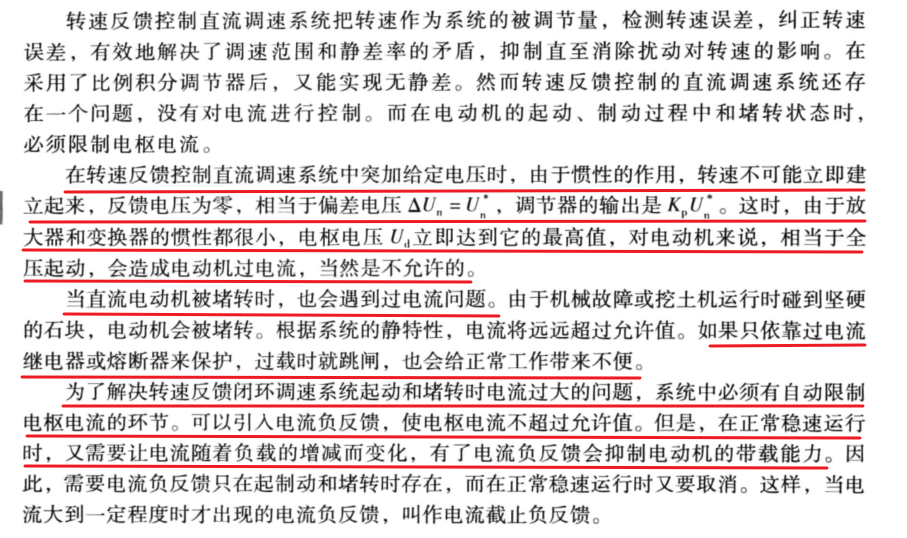 转速反馈控制直流调速系统把转速作为系统的被调节量，检测转速误差，纠正转速
误差，有效地解决了调速范围和静差率的矛盾，抑制直至消除扰动对转速的影响。在
采用了比例积分调节器后，又能实现无静差。然而转速反馈控制的直流调速系统还存
在一个问题，没有对电流进行控制。而在电动机的起动、制动过程中和堵转状态时，
必须限制电枢电流。
在转速反馈控制直流调速系统中突加给定电压时，由于惯性的作用，转速不可能立即建
立起来，反馈电压为零，相当于偏差电压 ΔUn = Un*，调节器的输出是 KpUn*。这时，由于放
大器和变换器的惯性都很小，电枢电压 Ud立即达到它的最高值，对电动机来说，相当于全
压起动，会造成电动机过电流，当然是不允许的。
当直流电动机被堵转时，也会遇到过电流问题。由于机械故障或挖土机运行时碰到坚硬
的石块，电动机会被堵转。根据系统的静特性，电流将远远超过允许值。如果只依靠过电流
继电器或熔断器来保护，过载时就跳闸，也会给正常工作带来不便。
为了解决转速反馈闭环调速系统起动和堵转时电流过大的问题，系统中必须有自动限制
电枢电流的环节。可以引入电流负反馈，使电枢电流不超过允许值。但是，在正常稳速运行
时，又需要让电流随着负载的增减而变化，有了电流负反馈会抑制电动机的带载能力。因
此，需要电流负反馈只在起制动和堵转时存在，而在正常稳速运行时又要取消。这样，当电
流大到一定程度时才出现的电流负反馈，叫作电流截止负反馈。